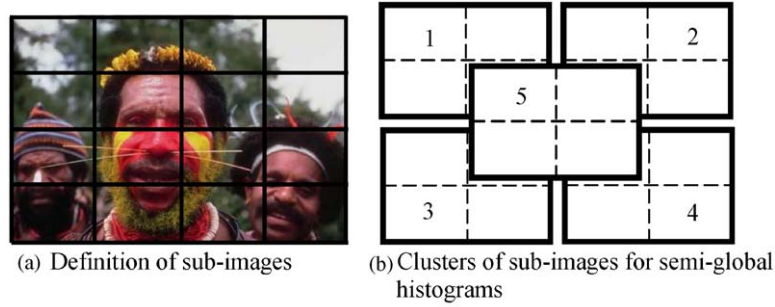 1
2
5
3
4
(a) Definition of sub-images
(b) Clusters of sub-images for semi-global
histograms